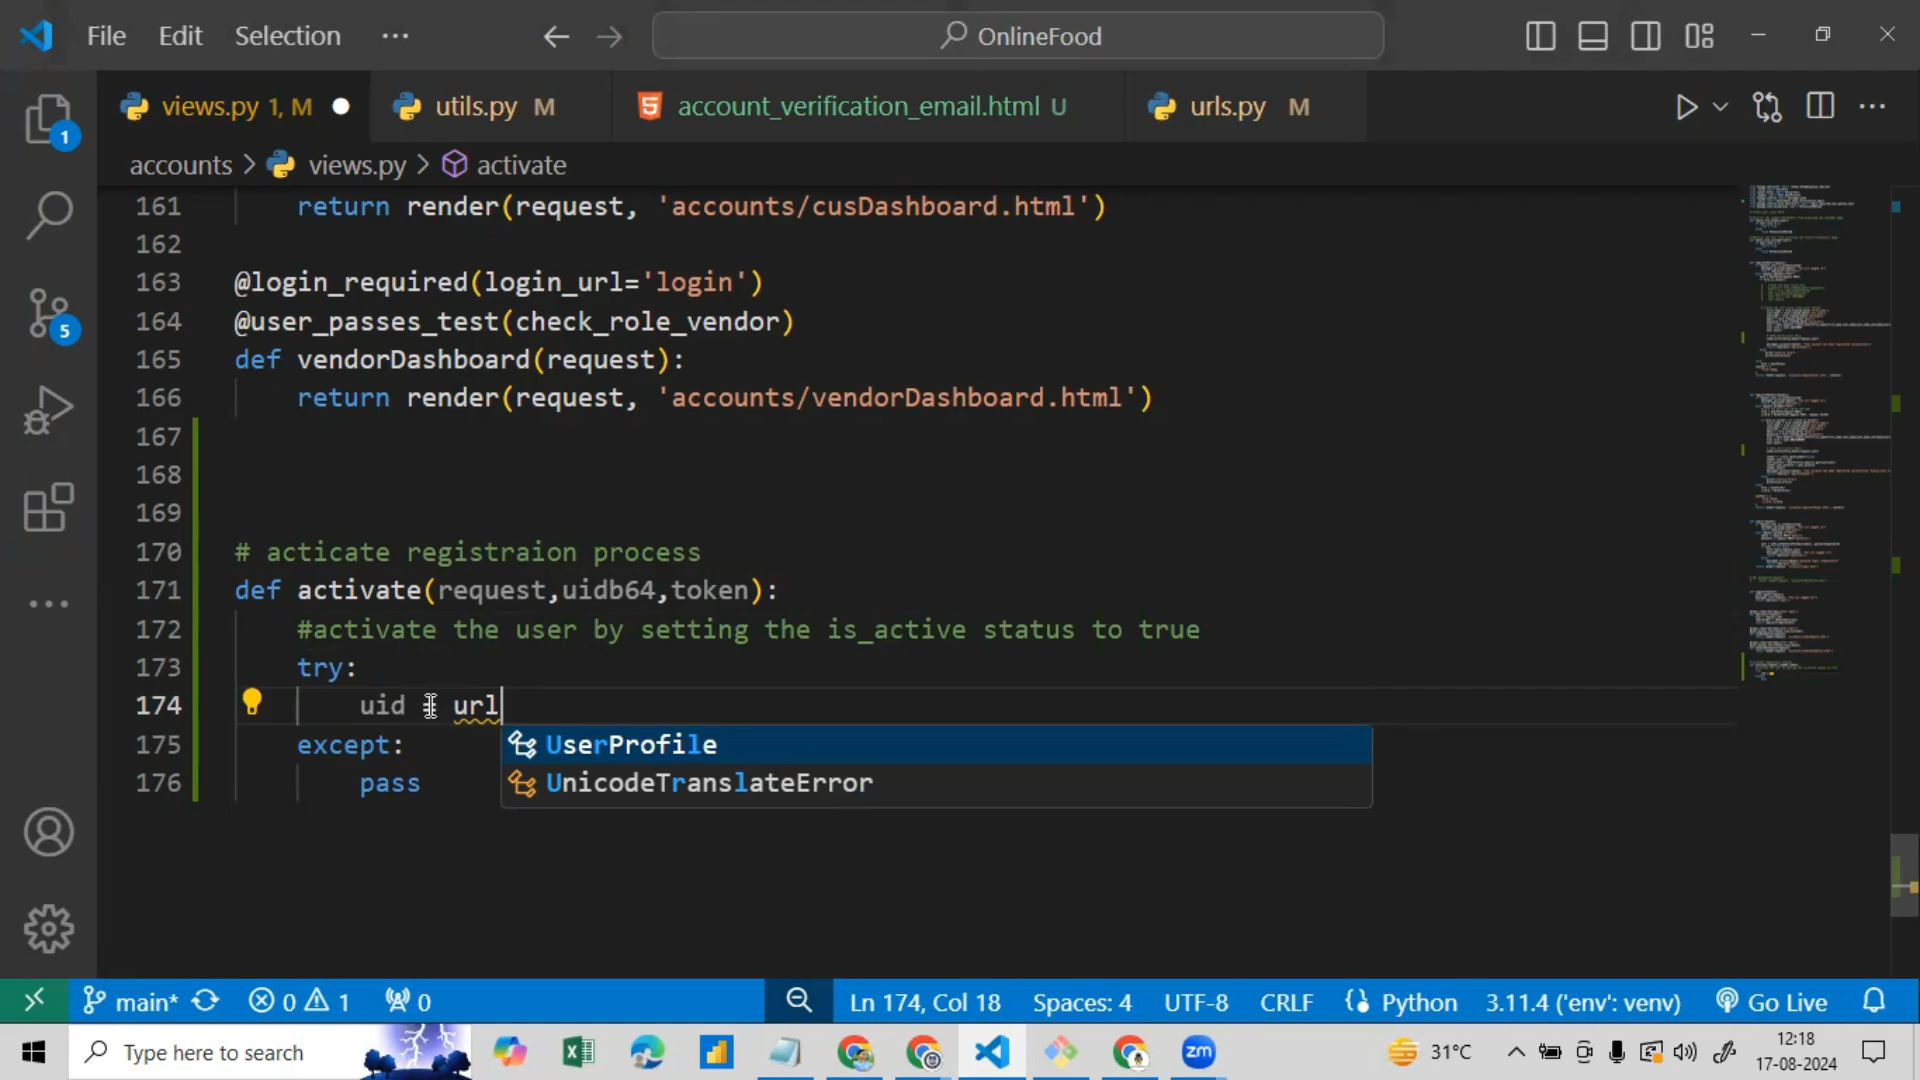 File Edit Selection ··· OnlineFood
views.py 1, M utils.py M account_verification_email.html U urls.py M
accounts > views.py > activate
161 return render(request, 'accounts/cusDashboard.html')
162
163 @login_required(login_url='login')
164 @user_passes_test(check_role_vendor)
165 def vendorDashboard(request):
166 return render(request, 'accounts/vendorDashboard.html')
167
168
169
170 # acticate registraion process
171 def activate(request,uidb64,token):
172 #activate the user by setting the is_active status to true
173 try:
174 uid = url
175 except:
176 pass
UserProfile
UnicodeTranslateError
1
5
main* 0 1 0 Ln 174, Col 18 Spaces: 4 UTF-8 CRLF Python 3.11.4 ('env': venv) Go Live
Type here to search zm 31°C 12:18
17-08-2024